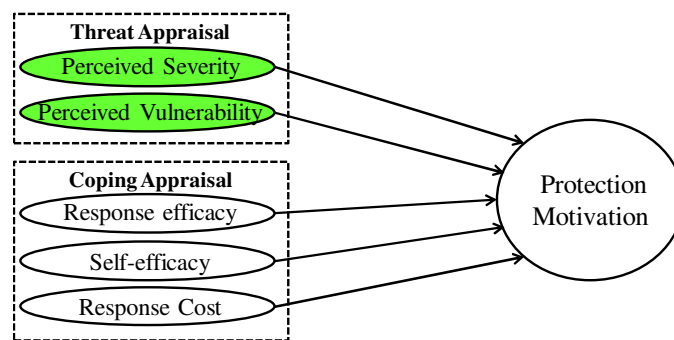 Threat Appraisal
Perceived Severity
Perceived Vulnerability
Coping Appraisal
Response efficacy
Self-efficacy
Response Cost
Protection
Motivation